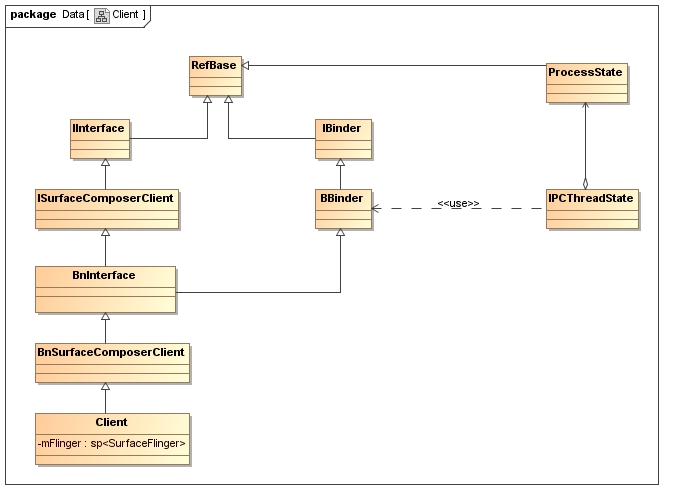 package Data[ Client ]
RefBase
ProcessState
IInterface
IBinder
ISurfaceComposerClient
BBinder
<<use>>
IPCThreadState
BnInterface
BnSurfaceComposerClient
Client
-mFlinger : sp<SurfaceFlinger>